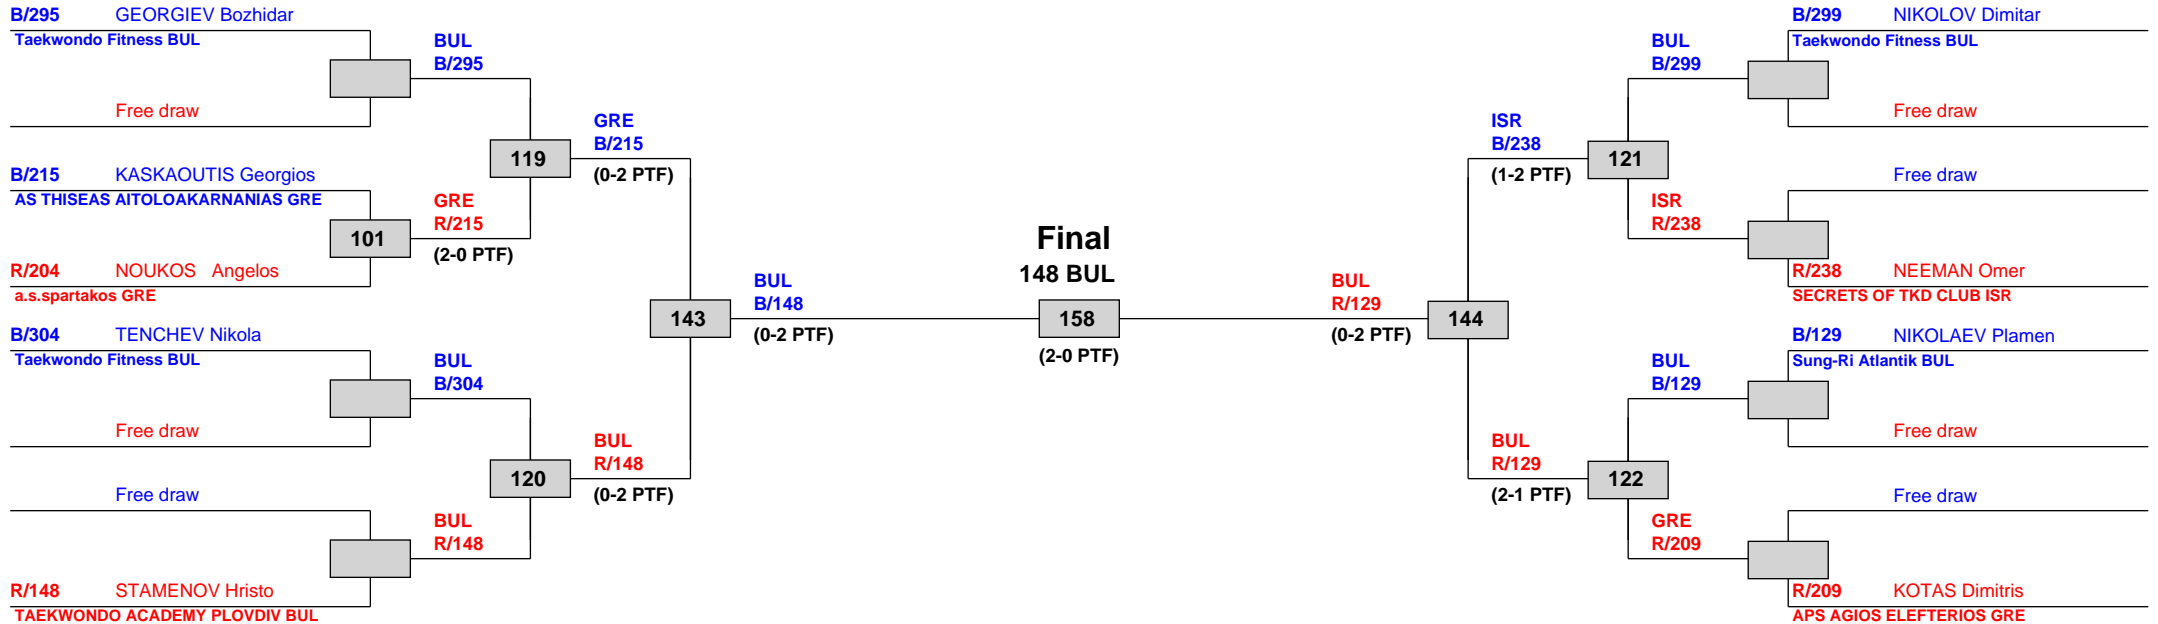 B/295 GEORGIEV Bozhidar
Taekwondo Fitness BUL
Free draw
B/215 KASKAOUTIS Georgios
AS THISEAS AITOLOAKARNANIAS GRE
R/204 NOUKOS Angelos
a.s.spartakos GRE
B/304 TENCHEV Nikola
Taekwondo Fitness BUL
Free draw
Free draw
R/148 STAMENOV Hristo
TAEKWONDO ACADEMY PLOVDIV BUL
BUL
B/295
101
GRE
R/215
(2-0 PTF)
BUL
B/304
BUL
R/148
119
GRE
B/215
(0-2 PTF)
120
BUL
R/148
(0-2 PTF)
143
BUL
B/148
(0-2 PTF)
Final
148 BUL
158
(2-0 PTF)
BUL
R/129
(0-2 PTF)
144
ISR
B/238
(1-2 PTF)
121
BUL
R/129
(2-1 PTF)
122
BUL
B/299
ISR
R/238
BUL
B/129
GRE
R/209
B/299 NIKOLOV Dimitar
Taekwondo Fitness BUL
Free draw
Free draw
R/238 NEEMAN Omer
SECRETS OF TKD CLUB ISR
B/129 NIKOLAEV Plamen
Sung-Ri Atlantik BUL
Free draw
Free draw
R/209 KOTAS Dimitris
APS AGIOS ELEFTERIOS GRE